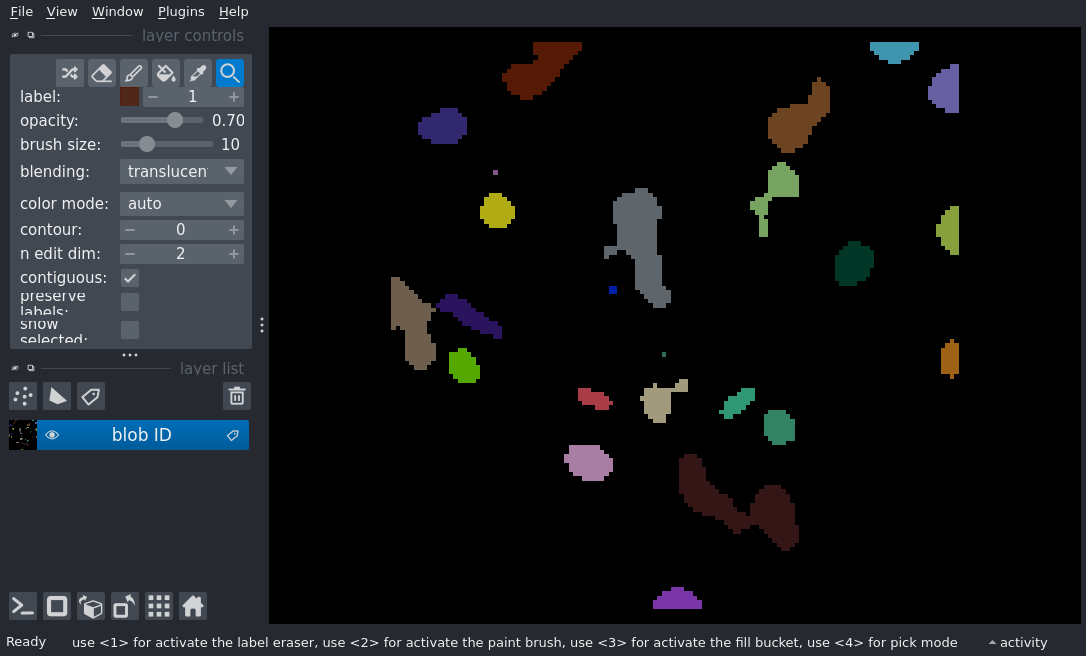 File View Window Plugins Help
layer controls
label: 1
opacity: 0.70
brush size: 10
blending: translucen
color mode: auto
contour: 0
n edit dim: 2
contiguous:
preserve
labels:
show
selected:
layer list
blob ID
Ready use <1> for activate the label eraser, use <2> for activate the paint brush, use <3> for activate the fill bucket, use <4> for pick mode activity